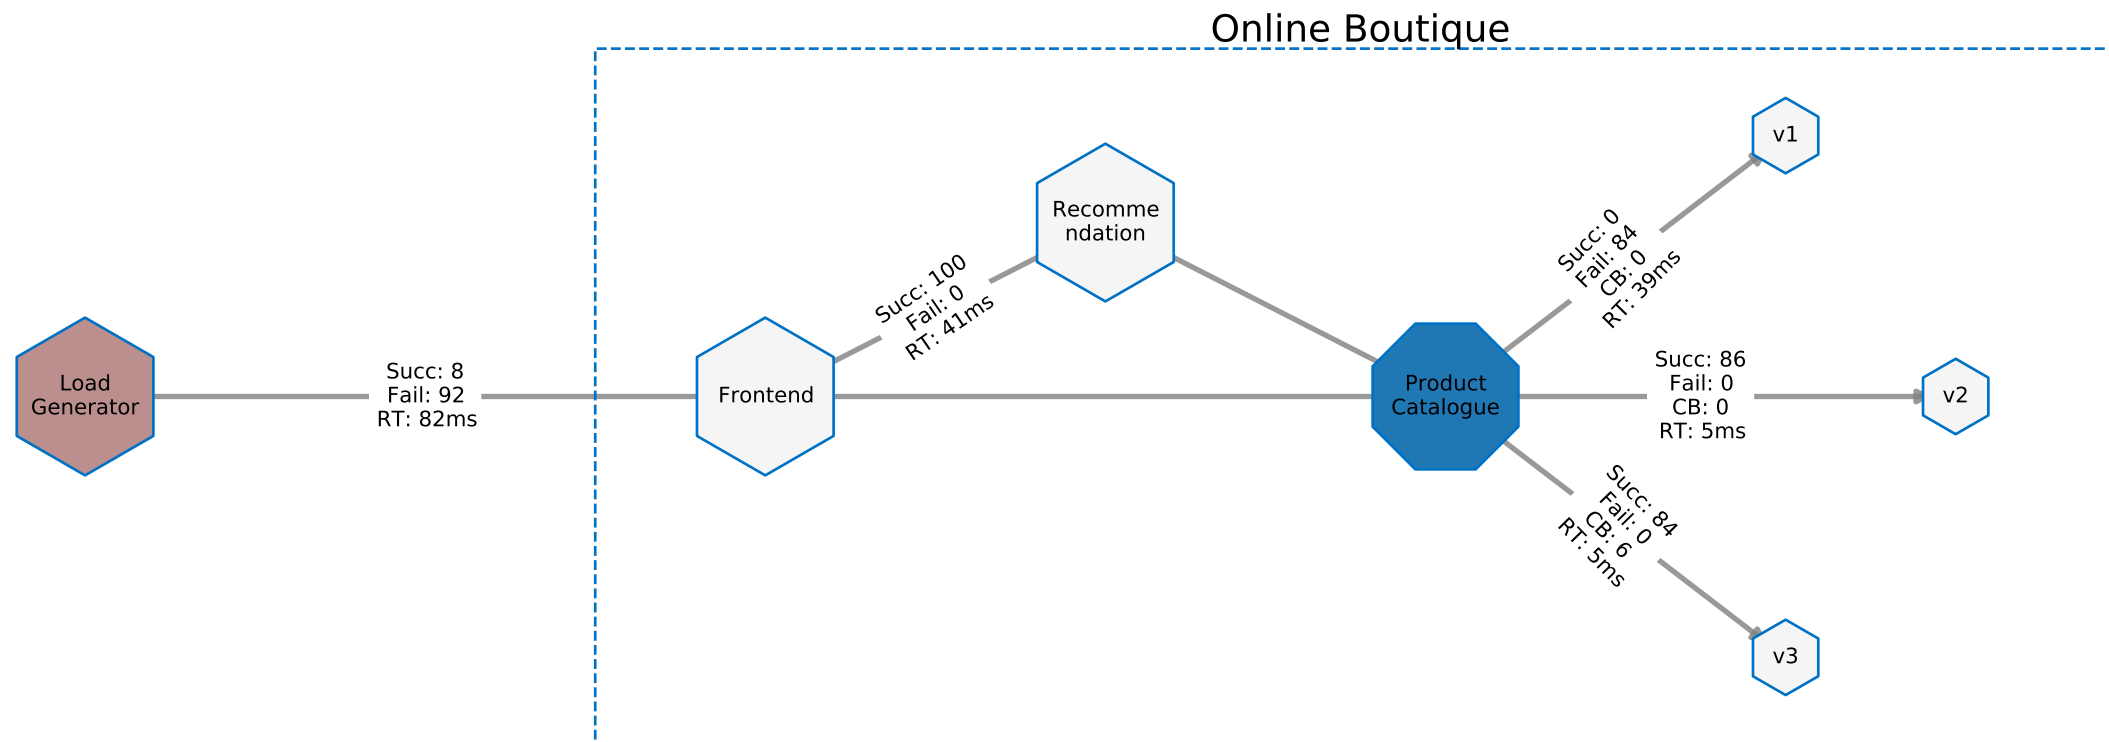 Online Boutique
Load
Generator
Succ: 8
Fail: 92
RT: 82ms
Frontend
Succ: 100
Fail: 0
RT: 41ms
Recomme
ndation
Product
Catalogue
Succ: 0
Fail: 84
CB: 0
RT: 39ms
v1
Succ: 86
Fail: 0
CB: 0
RT: 5ms
v2
Succ: 84
Fail: 0
CB: 6
RT: 5ms
v3